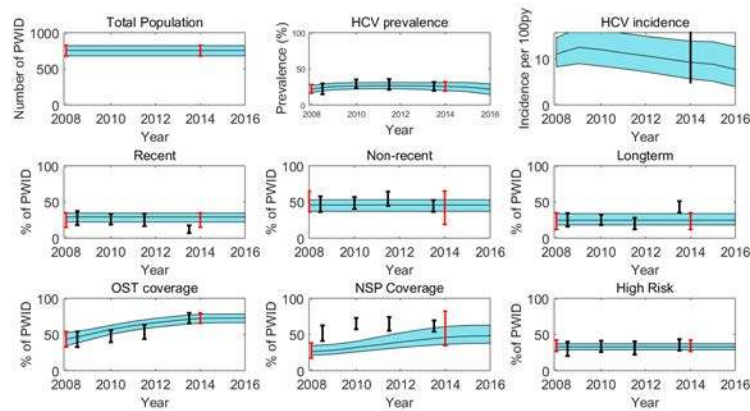 Total Population
Number of PWID
1000
500
0
2008 2010 2012 2014 2016
Year
HCV prevalence
Prevalence (%)
100
50
0
2008 2010 2012 2014 2016
Year
HCV incidence
Incidence per 100py
10
0
2008 2010 2012 2014 2016
Year
Recent
% of PWID
100
50
0
2008 2010 2012 2014 2016
Year
Non-recent
% of PWID
100
50
0
2008 2010 2012 2014 2016
Year
Longterm
% of PWID
100
50
0
2008 2010 2012 2014 2016
Year
OST coverage
% of PWID
100
50
0
2008 2010 2012 2014 2016
Year
NSP Coverage
% of PWID
100
50
0
2008 2010 2012 2014 2016
Year
High Risk
%of PWID
100
50
0
2008 2010 2012 2014 2016
Year